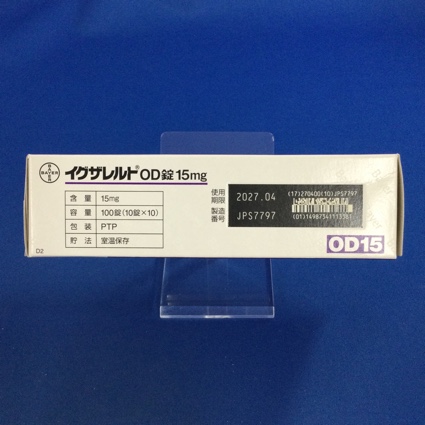 BAYER
イグザレルト® OD錠 15mg
含量 15mg
容量 100錠(10錠×10)
包装 PTP
貯法 室温保存
D2
使用期限 2027.04
製造番号 JPS7797
(17)270400(10)JPS7797
OD15